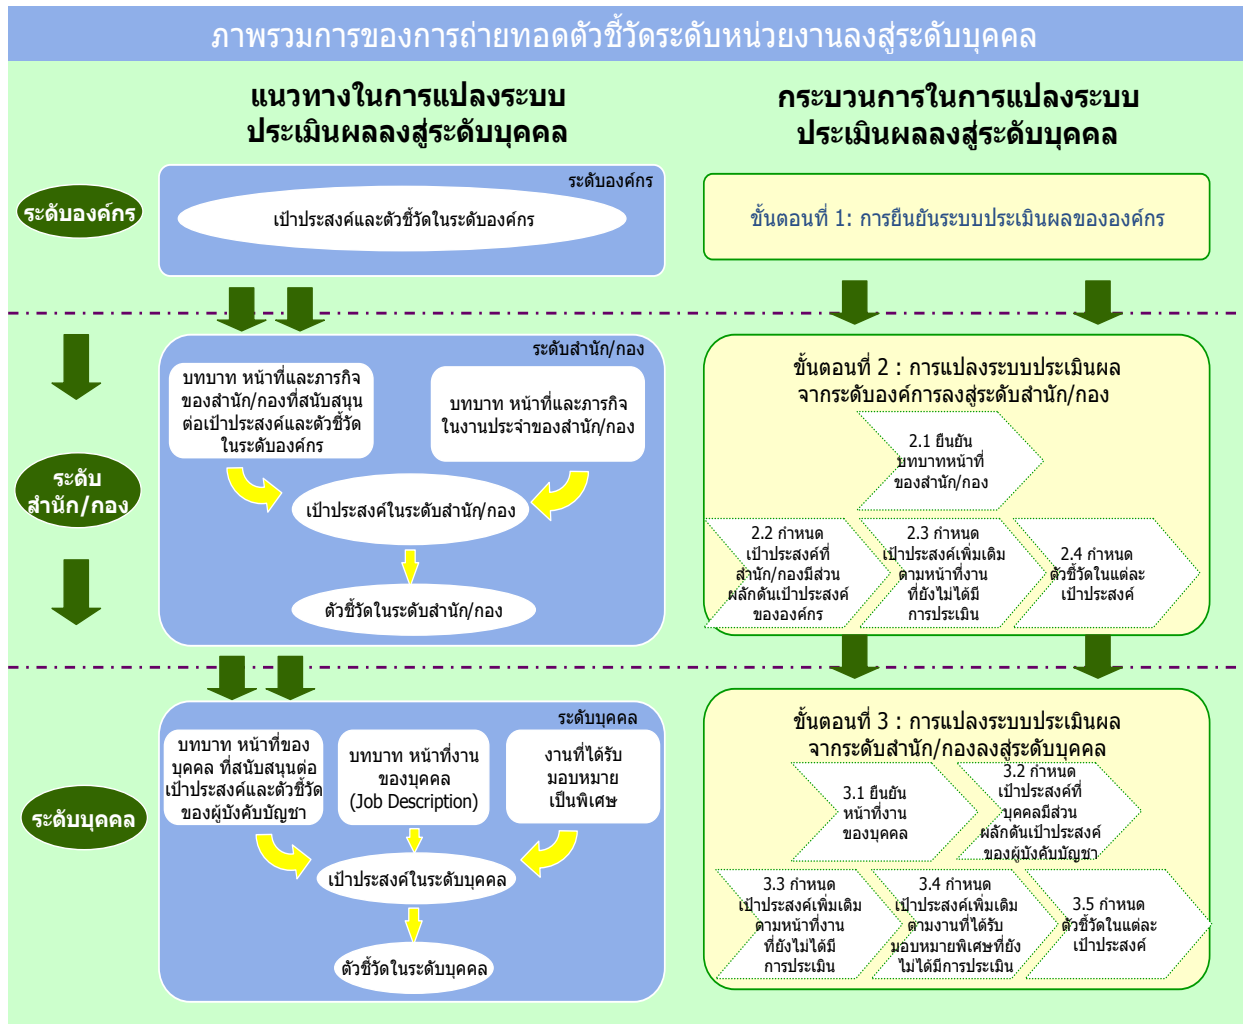 ภาพรวมการของการถ่ายทอดตัวชี้วัดระดับหน่วยงานลงสู่ระดับบุคคล
แนวทางในการแปลงระบบ
ประเมินผลลงสู่ระดับบุคคล
กระบวนการในการแปลงระบบ
ประเมินผลลงสู่ระดับบุคคล
ระดับองค์กร
ระดับองค์กร
เป้าประสงค์และตัวชี้วัดในระดับองค์กร
ขั้นตอนที่ 1: การยืนยันระบบประเมินผลขององค์กร
ระดับ
สำนัก/กอง
ระดับสำนัก/กอง
บทบาท หน้าที่และภารกิจ
ของสำนัก/กองที่สนับสนุน
ต่อเป้าประสงค์และตัวชี้วัด
ในระดับองค์กร
บทบาท หน้าที่และภารกิจ
ในงานประจำของสำนัก/กอง
เป้าประสงค์ในระดับสำนัก/กอง
ตัวชี้วัดในระดับสำนัก/กอง
ขั้นตอนที่ 2 : การแปลงระบบประเมินผล
จากระดับองค์การลงสู่ระดับสำนัก/กอง
2.1 ยืนยัน
บทบาทหน้าที่
ของสำนัก/กอง
2.2 กำหนด
เป้าประสงค์ที่
สำนัก/กองมีส่วน
ผลักดันเป้าประสงค์
ขององค์กร
2.3 กำหนด
เป้าประสงค์เพิ่มเติม
ตามหน้าที่งาน
ที่ยังไม่ได้มี
การประเมิน
2.4 กำหนด
ตัวชี้วัดในแต่ละ
เป้าประสงค์
ระดับบุคคล
ระดับบุคคล
บทบาท หน้าที่ของ
บุคคล ที่สนับสนุนต่อ
เป้าประสงค์และตัวชี้วัด
ของผู้บังคับบัญชา
บทบาท หน้าที่งาน
ของบุคคล
(Job Description)
งานที่ได้รับ
มอบหมาย
เป็นพิเศษ
เป้าประสงค์ในระดับบุคคล
ตัวชี้วัดในระดับบุคคล
ขั้นตอนที่ 3 : การแปลงระบบประเมินผล
จากระดับสำนัก/กองลงสู่ระดับบุคคล
3.1 ยืนยัน
หน้าที่งาน
ของบุคคล
3.2 กำหนด
เป้าประสงค์ที่
บุคคลมีส่วน
ผลักดันเป้าประสงค์
ของผู้บังคับบัญชา
3.3 กำหนด
เป้าประสงค์เพิ่มเติม
ตามหน้าที่งาน
ที่ยังไม่ได้มี
การประเมิน
3.4 กำหนด
เป้าประสงค์เพิ่มเติม
ตามงานที่ได้รับ
มอบหมายพิเศษที่ยัง
ไม่ได้มีการประเมิน
3.5 กำหนด
ตัวชี้วัดในแต่ละ
เป้าประสงค์